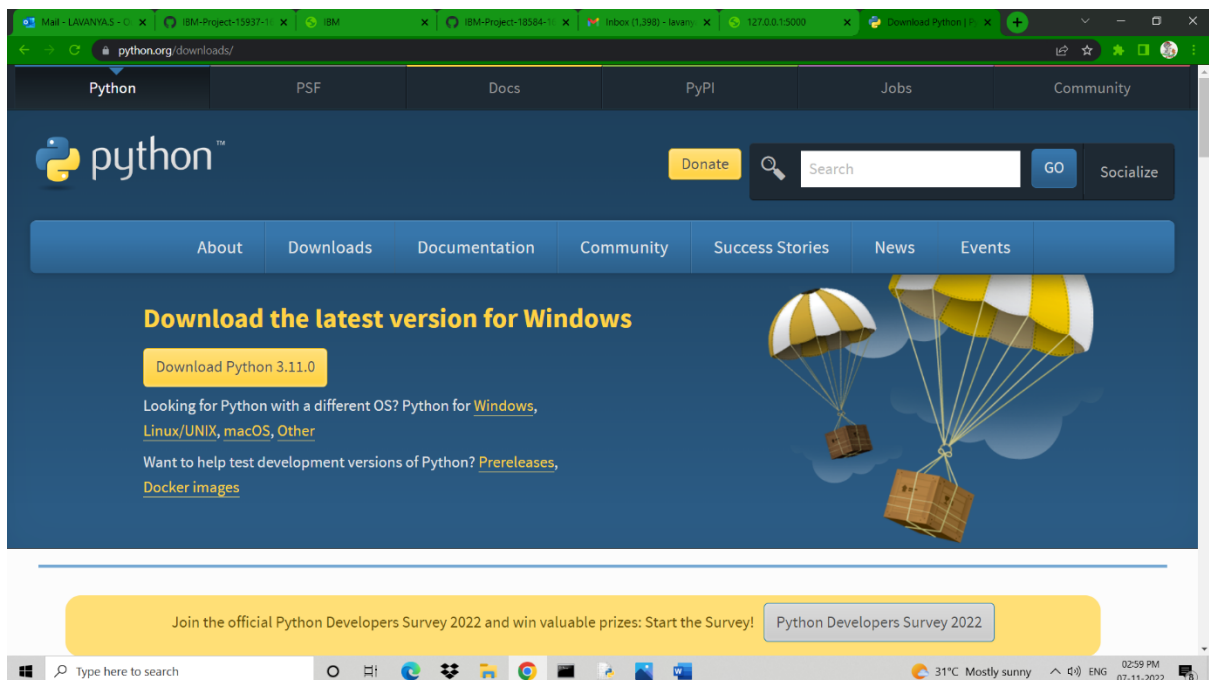 Mail - LAVANYA.S - O
IBM-Project-15937-16
IBM
IBM-Project-18584-16
Inbox (1,398) - lavany
127.0.0.1:5000
Download Python | Py
python.org/downloads/
Python PSF Docs PyPI Jobs Community
python™
Donate
Search
GO
Socialize
About Downloads Documentation Community Success Stories News Events
Download the latest version for Windows
Download Python 3.11.0
Looking for Python with a different OS? Python for Windows,
Linux/UNIX, macOS, Other
Want to help test development versions of Python? Prereleases,
Docker images
Join the official Python Developers Survey 2022 and win valuable prizes: Start the Survey! Python Developers Survey 2022
Type here to search
31°C Mostly sunny
ENG
02:59 PM
07-11-2022
8